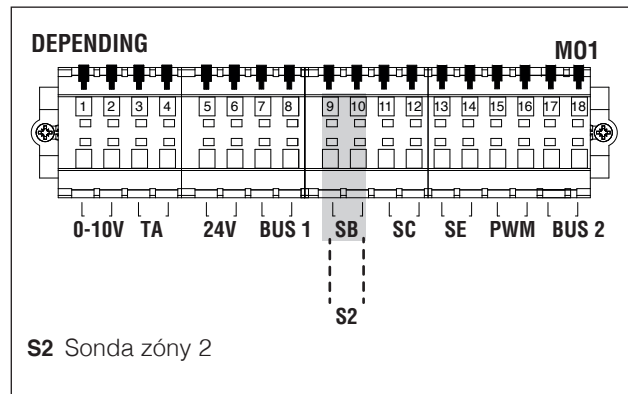 DEPENDING
MO1
1 2 3 4 5 6 7 8 9 10 11 12 13 14 15 16 17 18
0-10V TA 24V BUS 1 SB SC SE PWM BUS 2
S2
S2 Sonda zóny 2